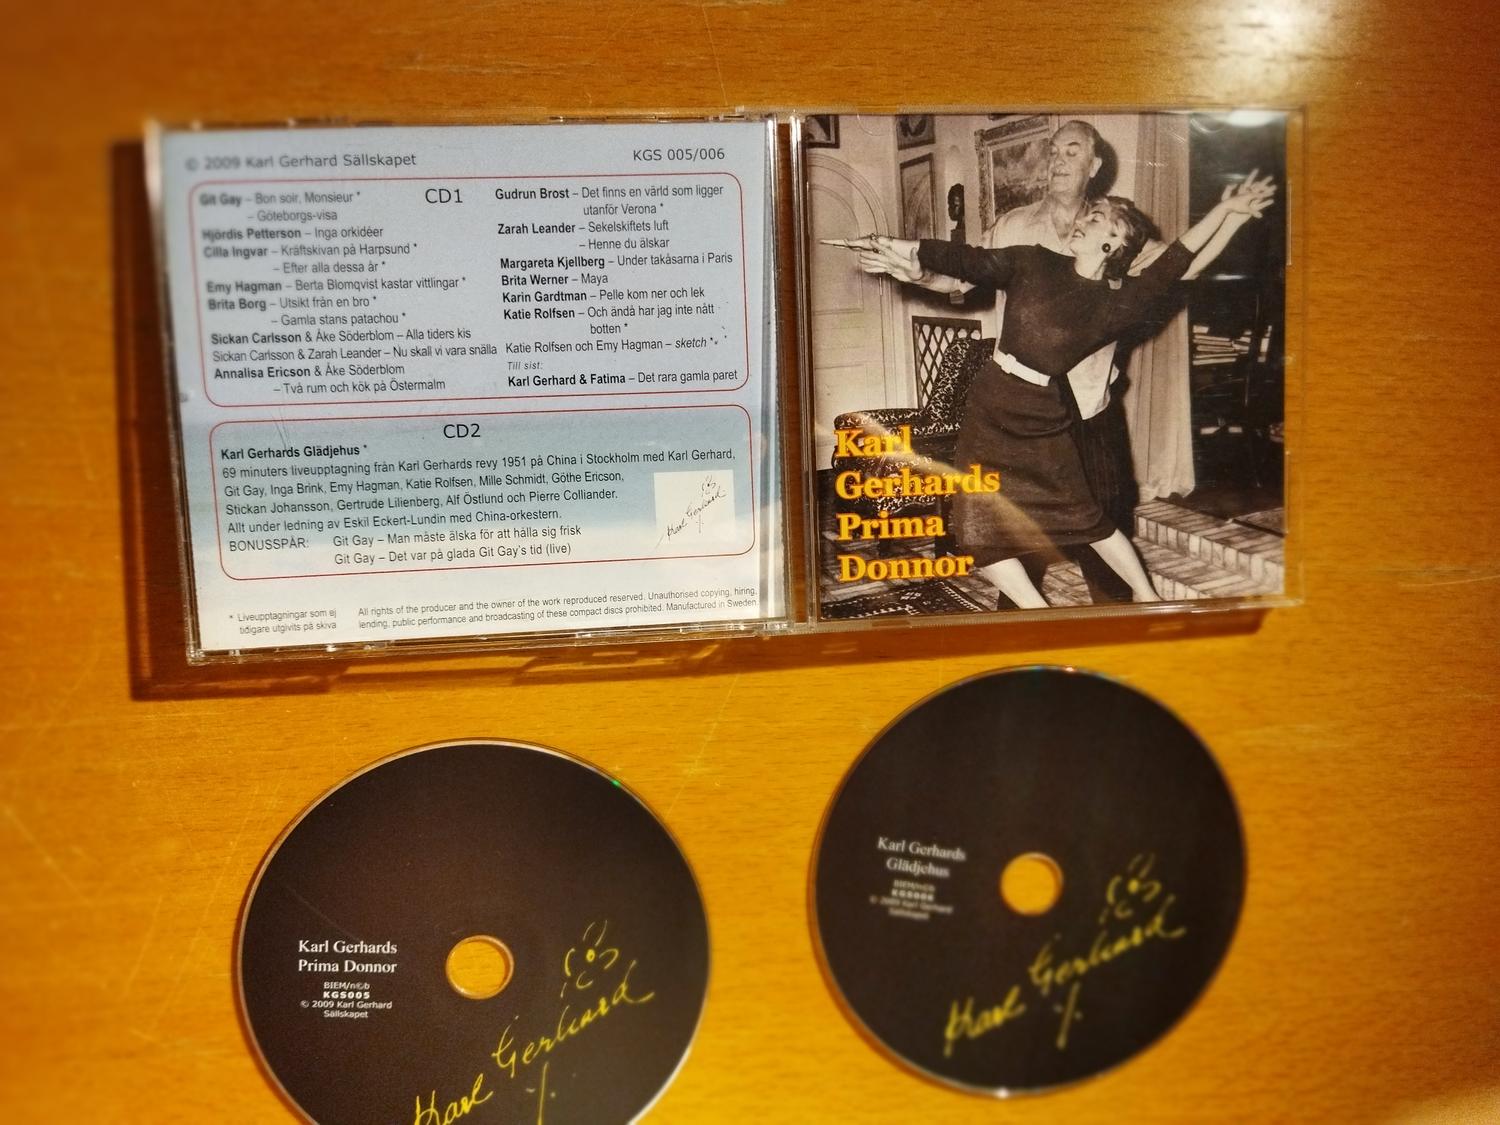 © 2009 Karl Gerhard Sällskapet
KGS 005/006
CD1
Git Gay – Bon soir, Monsieur *
– Göteborgs-visa
Hjördis Petterson – Inga orkidéer
Cilla Ingvar – Kräftskivan på Harpsund *
– Efter alla dessa år *
Emy Hagman – Berta Blomqvist kastar vittlingar *
Brita Borg – Utsikt från en bro *
– Gamla stans patachou *
Sickan Carlsson & Åke Söderblom – Alla tiders kis
Sickan Carlsson & Zarah Leander – Nu skall vi vara snälla
Annalisa Ericson & Åke Söderblom
– Två rum och kök på Östermalm
Gudrun Brost – Det finns en värld som ligger
utanför Verona *
Zarah Leander – Sekelskiftets luft
– Henne du älskar
Margareta Kjellberg – Under takåsarna i Paris
Brita Werner – Maya
Karin Gardtman – Pelle kom ner och lek
Katie Rolfsen – Och ändå har jag inte nått
botten *
Katie Rolfsen och Emy Hagman – sketch *
Till sist:
Karl Gerhard & Fatima – Det rara gamla paret
CD2
Karl Gerhards Glädjehus *
69 minuters liveupptagning från Karl Gerhards revy 1951 på China i Stockholm med Karl Gerhard,
Git Gay, Inga Brink, Emy Hagman, Katie Rolfsen, Mille Schmidt, Göthe Ericson,
Stickan Johansson, Gertrude Lilienberg, Alf Östlund och Pierre Colliander.
Allt under ledning av Eskil Eckert-Lundin med China-orkestern.
BONUSSPÅR: Git Gay – Man måste älska för att hålla sig frisk
Git Gay – Det var på glada Git Gay's tid (live)
Karl Gerhard
* Liveupptagningar som ej
tidigare utgivits på skiva
All rights of the producer and the owner of the work reproduced reserved. Unauthorised copying, hiring,
lending, public performance and broadcasting of these compact discs prohibited. Manufactured in Sweden.
Karl
Gerhards
Prima
Donnor
Karl Gerhards
Prima Donnor
BIEM/n©b
KGS005
© 2009 Karl Gerhard
Sällskapet
Karl Gerhard
Karl Gerhards
Glädjehus
BIEM/n©b
KGS006
© 2009 Karl Gerhard
Sällskapet
Karl Gerhard